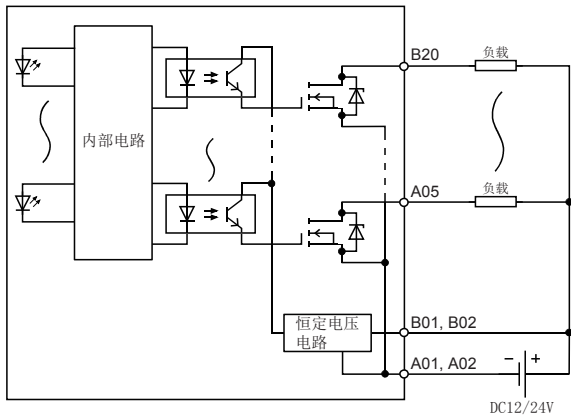 B20
负载
内部电路
A05
负载
恒定电压
电路
B01, B02
A01, A02
− +
DC12/24V